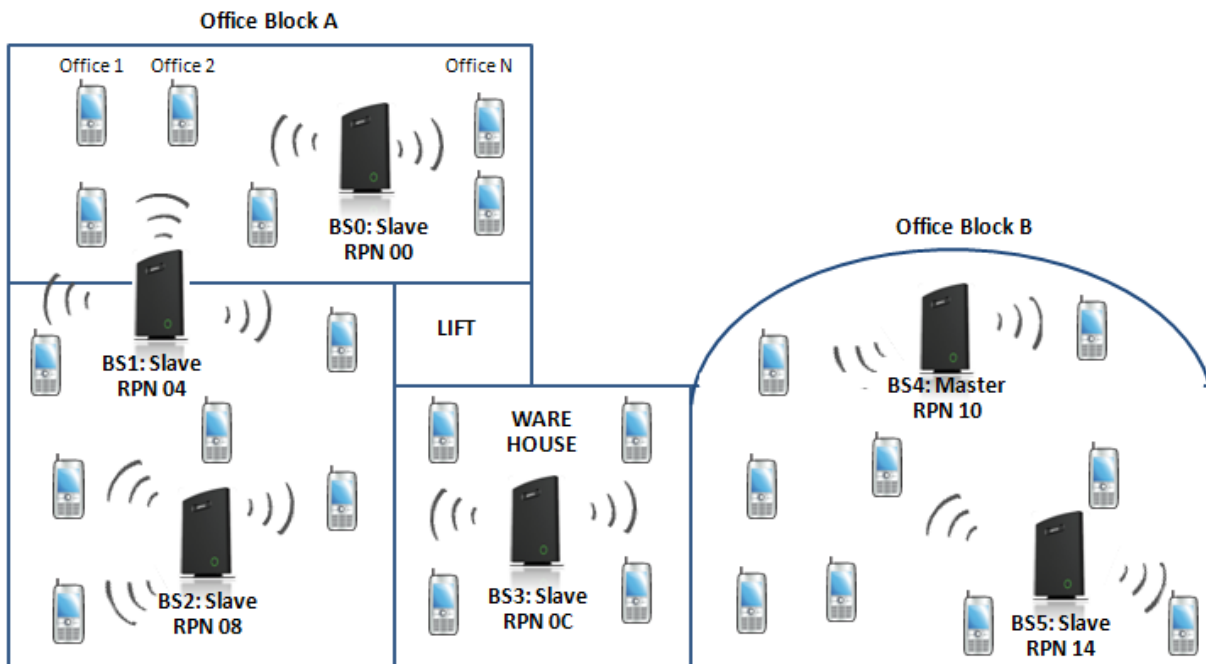 Office Block A
Office 1
Office 2
Office N
BS0: Slave
RPN 00
BS1: Slave
RPN 04
LIFT
BS2: Slave
RPN 08
WARE
HOUSE
BS3: Slave
RPN 0C
Office Block B
BS4: Master
RPN 10
BS5: Slave
RPN 14